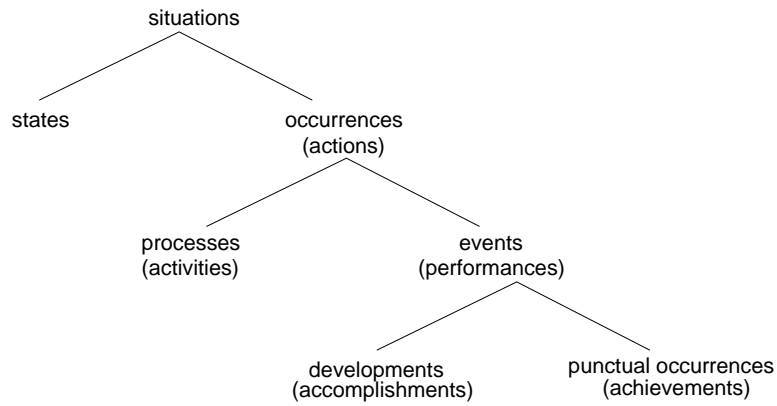 situations
states
occurrences
(actions)
processes
(activities)
events
(performances)
developments
(accomplishments)
punctual occurrences
(achievements)